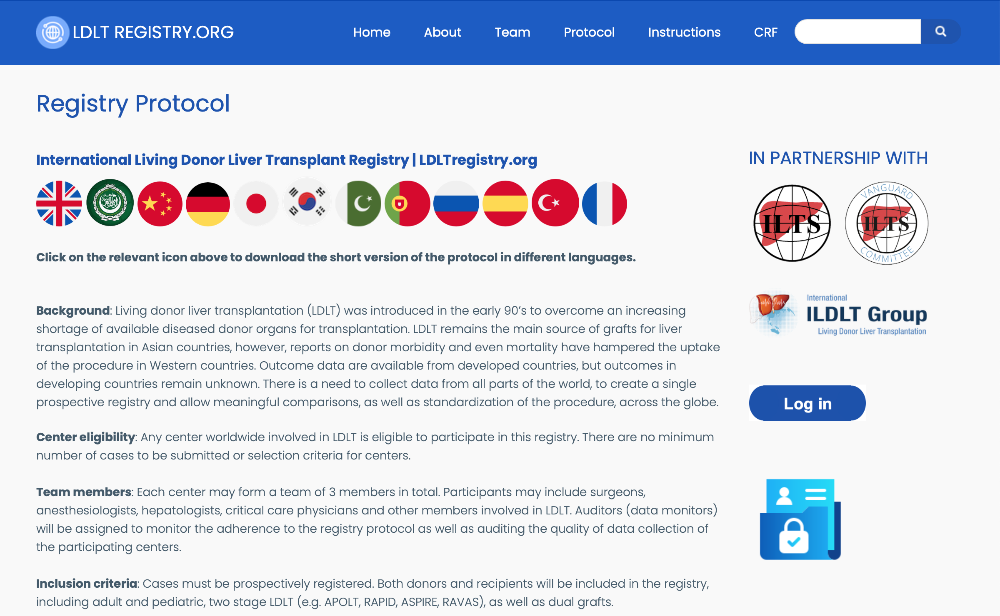 LDLT REGISTRY.ORG
Home
About
Team
Protocol
Instructions
CRF
Registry Protocol
International Living Donor Liver Transplant Registry | LDLTregistry.org
Click on the relevant icon above to download the short version of the protocol in different languages.
Background: Living donor liver transplantation (LDLT) was introduced in the early 90’s to overcome an increasing
shortage of available diseased donor organs for transplantation. LDLT remains the main source of grafts for liver
transplantation in Asian countries, however, reports on donor morbidity and even mortality have hampered the uptake
of the procedure in Western countries. Outcome data are available from developed countries, but outcomes in
developing countries remain unknown. There is a need to collect data from all parts of the world, to create a single
prospective registry and allow meaningful comparisons, as well as standardization of the procedure, across the globe.
Center eligibility: Any center worldwide involved in LDLT is eligible to participate in this registry. There are no minimum
number of cases to be submitted or selection criteria for centers.
Team members: Each center may form a team of 3 members in total. Participants may include surgeons,
anesthesiologists, hepatologists, critical care physicians and other members involved in LDLT. Auditors (data monitors)
will be assigned to monitor the adherence to the registry protocol as well as auditing the quality of data collection of
the participating centers.
Inclusion criteria: Cases must be prospectively registered. Both donors and recipients will be included in the registry,
including adult and pediatric, two stage LDLT (e.g. APOLT, RAPID, ASPIRE, RAVAS), as well as dual grafts.
IN PARTNERSHIP WITH
ILTS
VANGUARD
ILTS
COMMITTEE
International
ILDLT Group
Living Donor Liver Transplantation
Log in